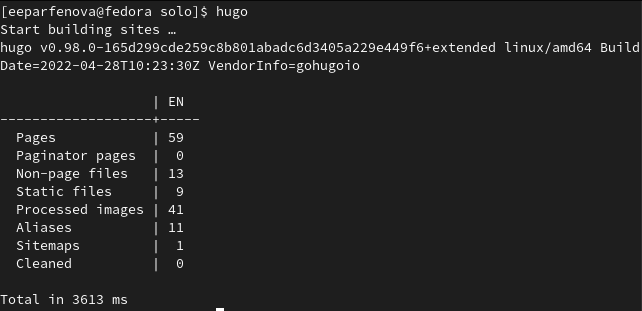 [eeparfenova@fedora solo]$ hugo
Start building sites …
hugo v0.98.0-165d299cde259c8b801abadc6d3405a229e449f6+extended linux/amd64 Build
Date=2022-04-28T10:23:30Z VendorInfo=gohugoio

                   | EN
-------------------+-----
  Pages            | 59
  Paginator pages  |  0
  Non-page files   | 13
  Static files     |  9
  Processed images | 41
  Aliases          | 11
  Sitemaps         |  1
  Cleaned          |  0

Total in 3613 ms